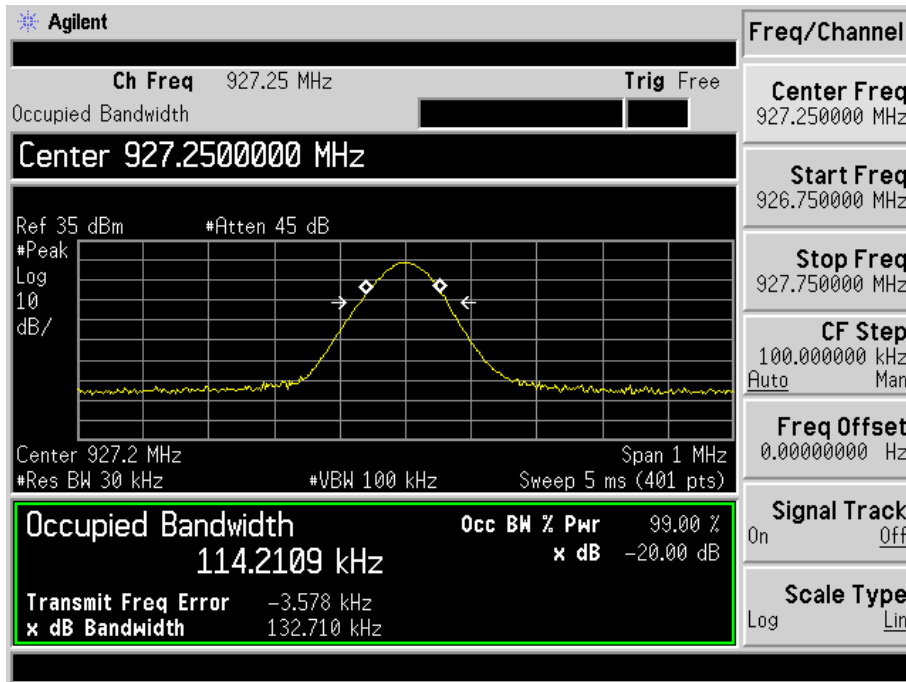 Agilent
Freq/Channel
Ch Freq 927.25 MHz Trig Free
Occupied Bandwidth
Center 927.2500000 MHz
Ref 35 dBm #Atten 45 dB
#Peak
Log
10
dB/
Center 927.2 MHz Span 1 MHz
#Res BW 30 kHz #VBW 100 kHz Sweep 5 ms (401 pts)
Occupied Bandwidth Occ BW % Pwr 99.00 %
114.2109 kHz x dB -20.00 dB
Transmit Freq Error -3.578 kHz
x dB Bandwidth 132.710 kHz
Center Freq
927.250000 MHz
Start Freq
926.750000 MHz
Stop Freq
927.750000 MHz
CF Step
100.000000 kHz
Auto Man
Freq Offset
0.00000000 Hz
Signal Track
On Off
Scale Type
Log Lin